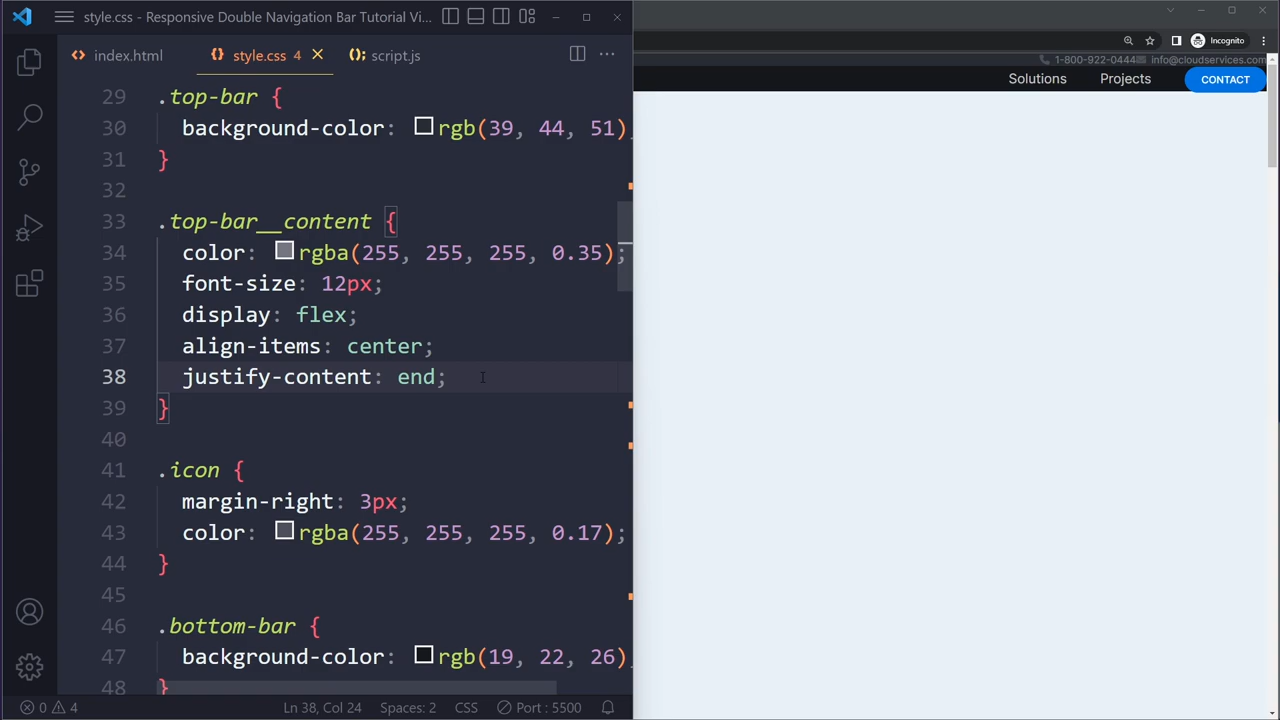 style.css - Responsive Double Navigation Bar Tutorial Vi...
index.html
style.css 4
script.js
29 .top-bar {
30 background-color: rgb(39, 44, 51)
31 }
32
33 .top-bar__content {
34 color: rgba(255, 255, 255, 0.35);
35 font-size: 12px;
36 display: flex;
37 align-items: center;
38 justify-content: end;
39 }
40
41 .icon {
42 margin-right: 3px;
43 color: rgba(255, 255, 255, 0.17);
44 }
45
46 .bottom-bar {
47 background-color: rgb(19, 22, 26)
48 }
0 4 Ln 38, Col 24 Spaces: 2 CSS Port : 5500
Incognito
1-800-922-0444 info@cloudservices.com
Solutions Projects CONTACT